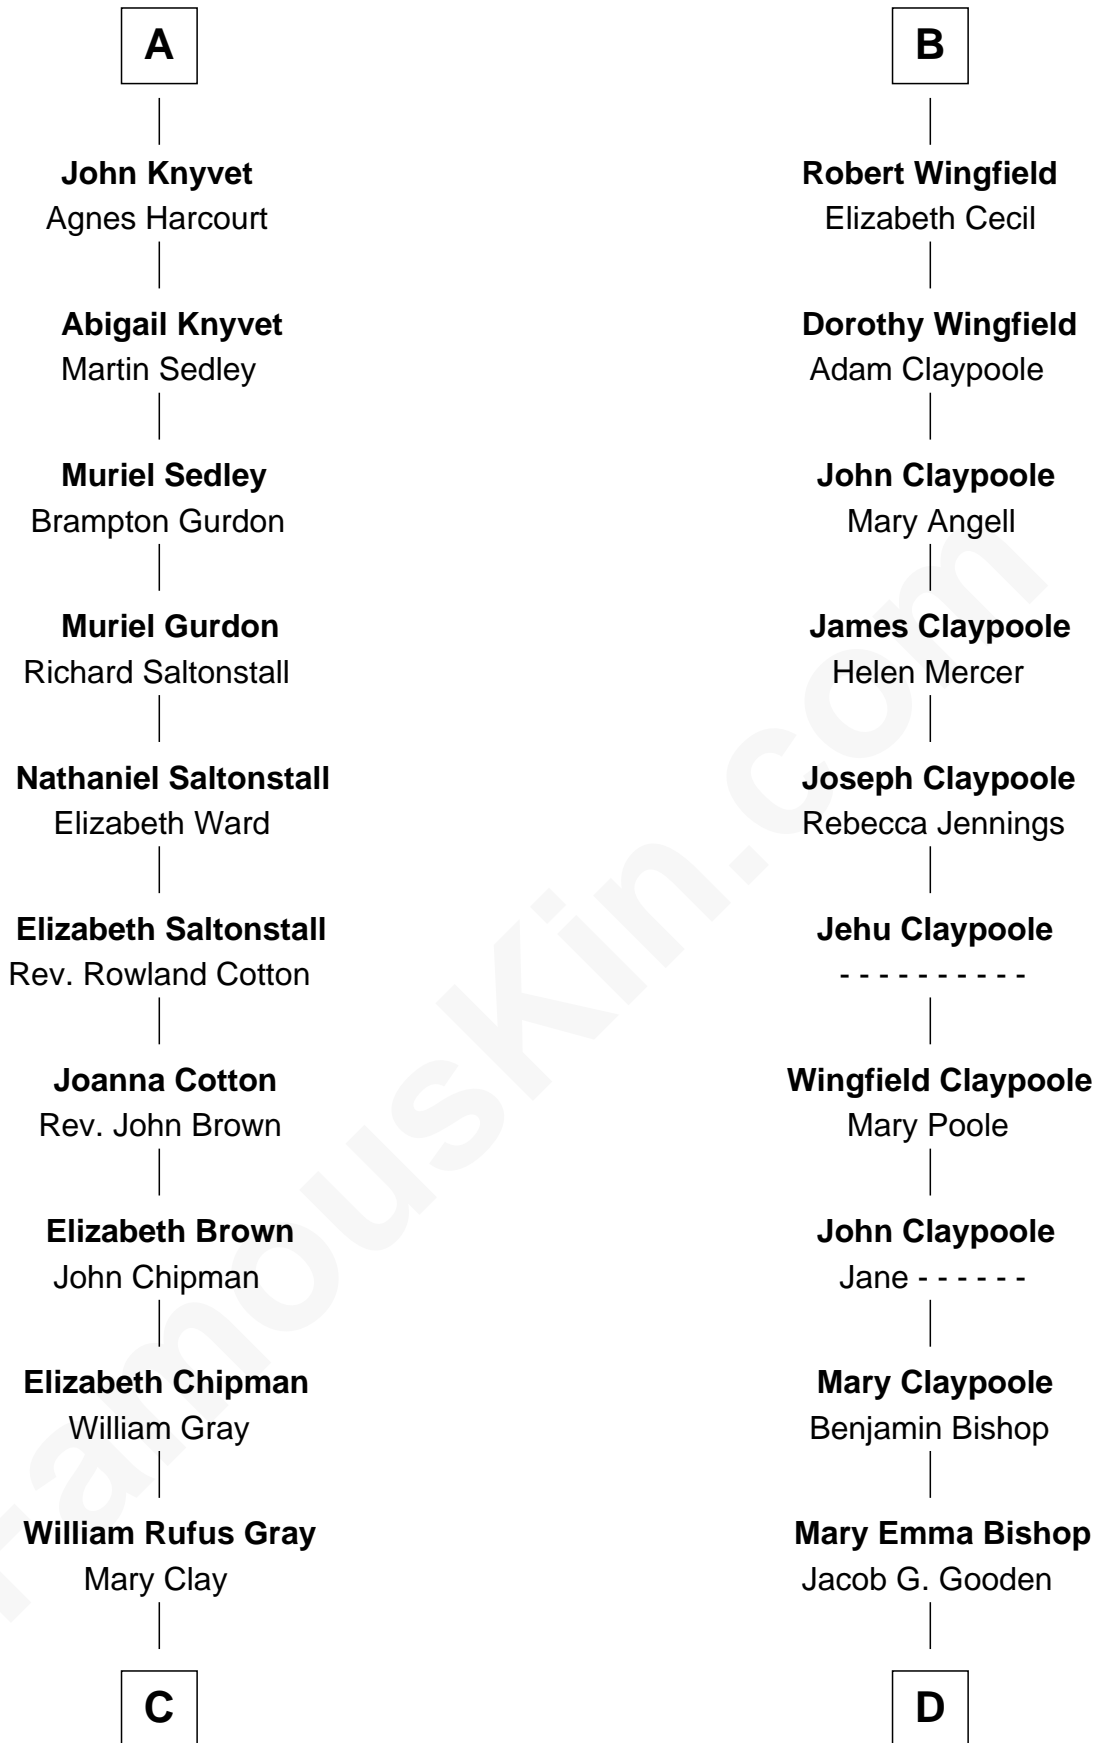 A
John Knyvet
Agnes Harcourt
Abigail Knyvet
Martin Sedley
Muriel Sedley
Brampton Gurdon
Muriel Gurdon
Richard Saltonstall
Nathaniel Saltonstall
Elizabeth Ward
Elizabeth Saltonstall
Rev. Rowland Cotton
Joanna Cotton
Rev. John Brown
Elizabeth Brown
John Chipman
Elizabeth Chipman
William Gray
William Rufus Gray
Mary Clay
C
B
Robert Wingfield
Elizabeth Cecil
Dorothy Wingfield
Adam Claypoole
John Claypoole
Mary Angell
James Claypoole
Helen Mercer
Joseph Claypoole
Rebecca Jennings
Jehu Claypoole
- - - - - - - - - -
Wingfield Claypoole
Mary Poole
John Claypoole
Jane - - - - - -
Mary Claypoole
Benjamin Bishop
Mary Emma Bishop
Jacob G. Gooden
D
FamousKin.com